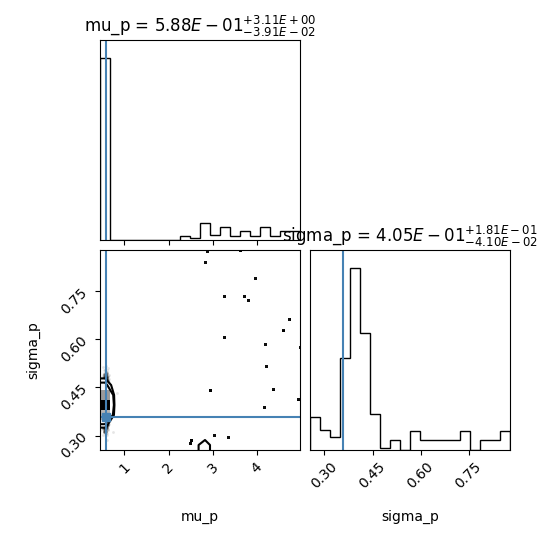 mu_p = 5.88E − 01+3.11E+00−3.91E−02
sigma_p = 4.05E − 01+1.81E−01−4.10E−02
0.75
0.60
0.45
0.30
sigma_p
1 2 3 4
0.30 0.45 0.60 0.75
mu_p sigma_p